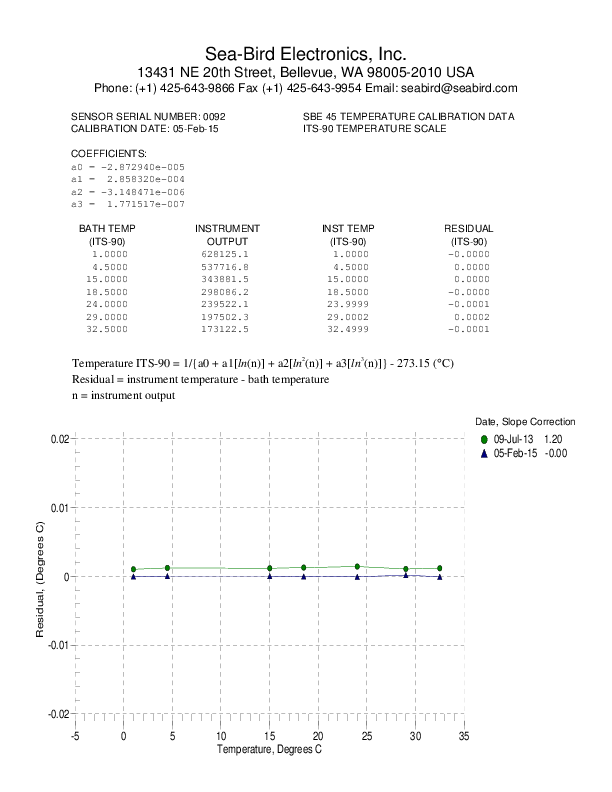 Sea-Bird Electronics, Inc.
13431 NE 20th Street, Bellevue, WA 98005-2010 USA
Phone: (+1) 425-643-9866 Fax (+1) 425-643-9954 Email: seabird@seabird.com
SENSOR SERIAL NUMBER: 0092 SBE 45 TEMPERATURE CALIBRATION DATA
CALIBRATION DATE: 05-Feb-15 ITS-90 TEMPERATURE SCALE
COEFFICIENTS:
a0 = -2.872940e-005
a1 = 2.858320e-004
a2 = -3.148471e-006
a3 = 1.771517e-007
BATH TEMP INSTRUMENT INST TEMP RESIDUAL
(ITS-90) OUTPUT (ITS-90) (ITS-90)
1.0000 628125.1 1.0000 -0.0000
4.5000 537716.8 4.5000 0.0000
15.0000 343881.5 15.0000 0.0000
18.5000 298086.2 18.5000 -0.0000
24.0000 239522.1 23.9999 -0.0001
29.0000 197502.3 29.0002 0.0002
32.5000 173122.5 32.4999 -0.0001
Temperature ITS-90 = 1/{a0 + a1[ln(n)] + a2[ln²(n)] + a3[ln³(n)]} - 273.15 (°C)
Residual = instrument temperature - bath temperature
n = instrument output
Date, Slope Correction
09-Jul-13 1.20
05-Feb-15 -0.00
0.02
0.01
0
-0.01
-0.02
Residual, (Degrees C)
-5 0 5 10 15 20 25 30 35
Temperature, Degrees C